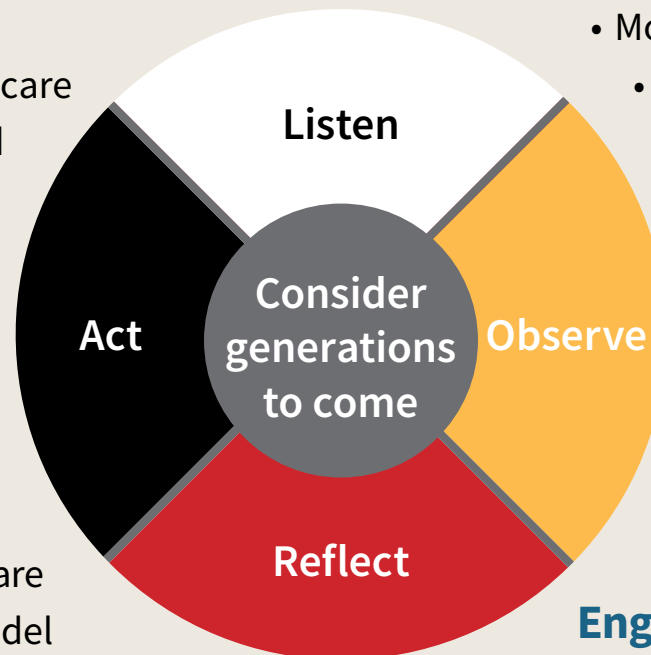 • Mo
care
•
Listen
Consider
generations
to come
Act
Observe
Reflect
are
del
Eng